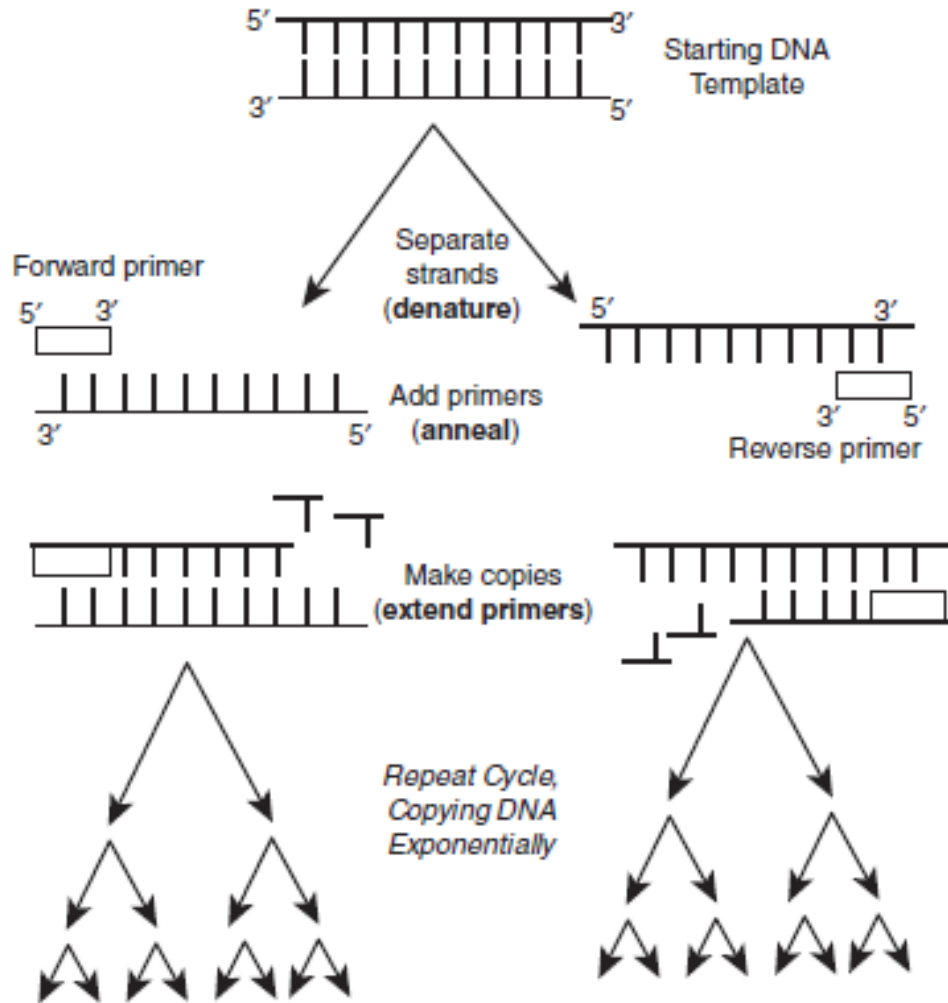 5′
3′
Starting DNA
Template
3′
5′
Separate
strands
(denature)
Forward primer
5′
3′
5′
3′
Add primers
(anneal)
3′
5′
3′
5′
Reverse primer
Make copies
(extend primers)
Repeat Cycle,
Copying DNA
Exponentially